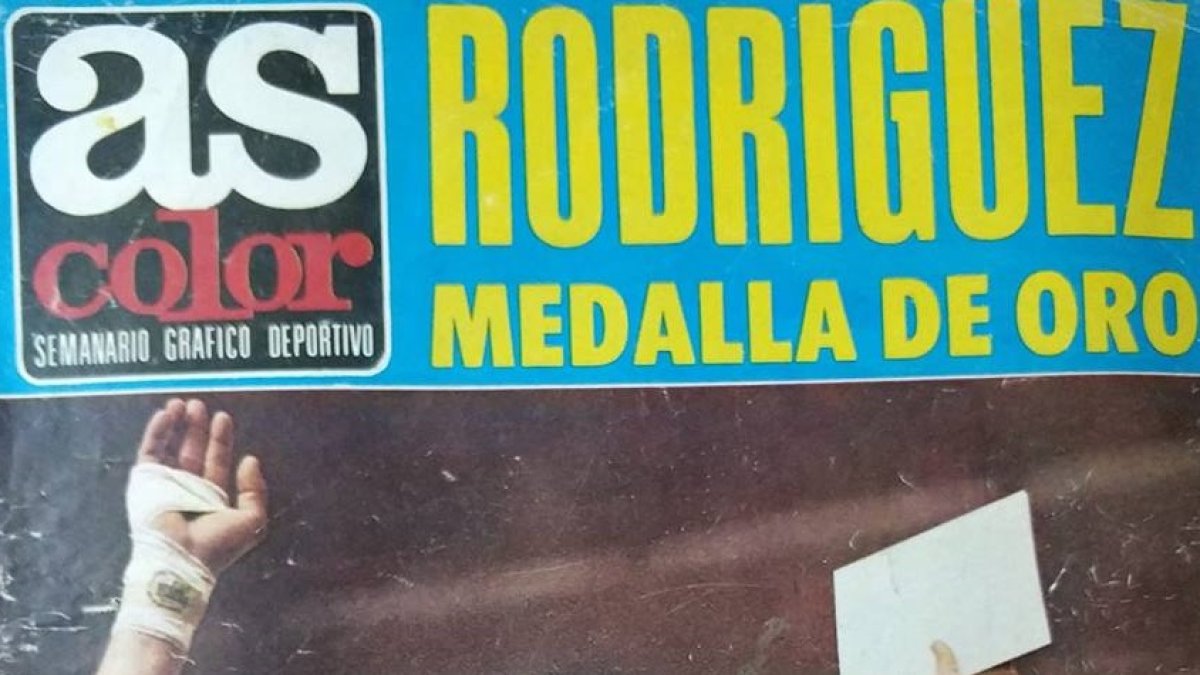 as
color
SEMANARIO GRAFICO DEPORTIVO
RODRIGUEZ
MEDALLA DE ORO